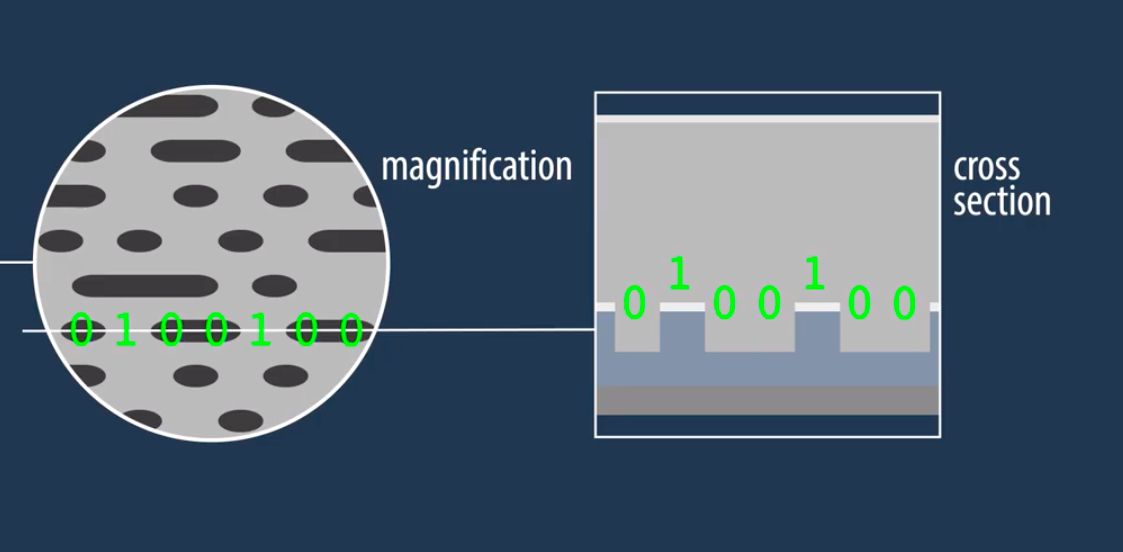 magnification
cross
section
0 1 0 0 1 0 0
0 1 0 0 1 0 0